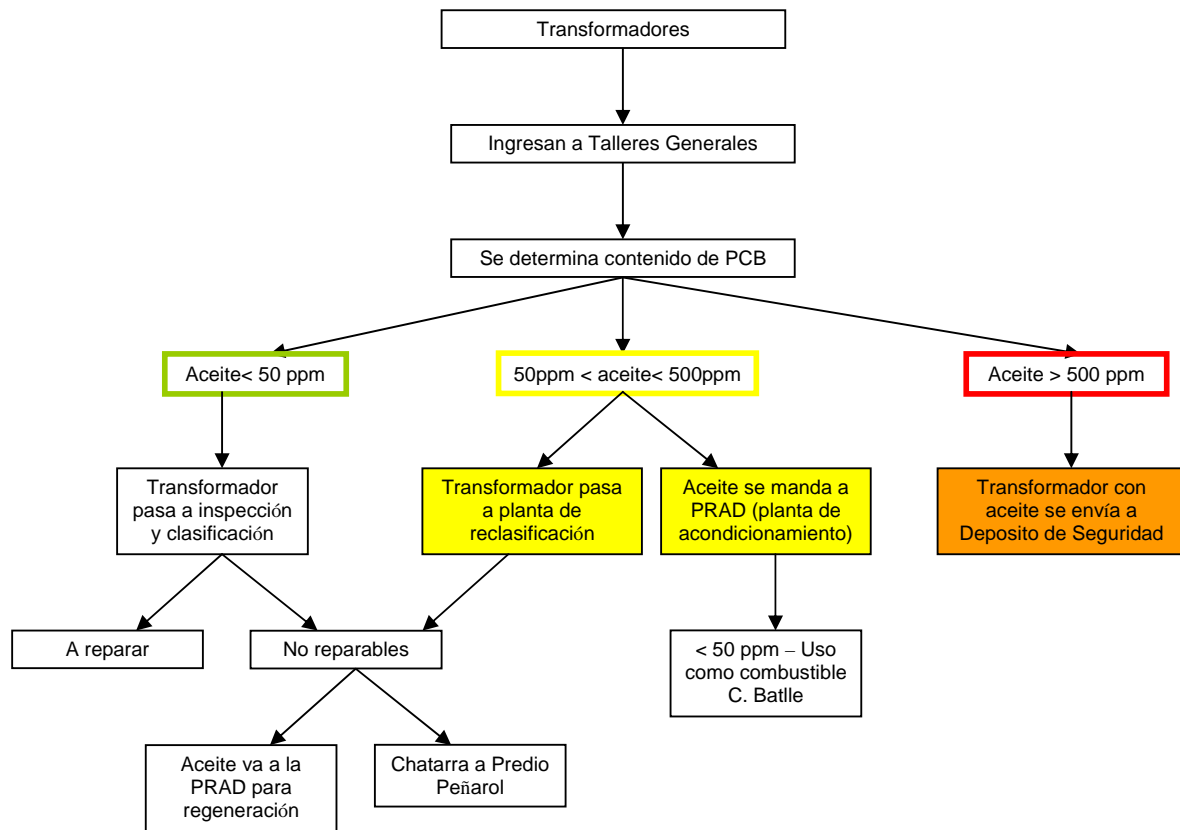 Transformadores
Ingresan a Talleres Generales
Se determina contenido de PCB
Aceite< 50 ppm
50ppm < aceite< 500ppm
Aceite > 500 ppm
Transformador
pasa a inspección
y clasificación
Transformador pasa
a planta de
reclasificación
Aceite se manda a
PRAD (planta de
acondicionamiento)
Transformador con
aceite se envía a
Deposito de Seguridad
A reparar
No reparables
< 50 ppm – Uso
como combustible
C. Batlle
Aceite va a la
PRAD para
regeneración
Chatarra a Predio
Peñarol